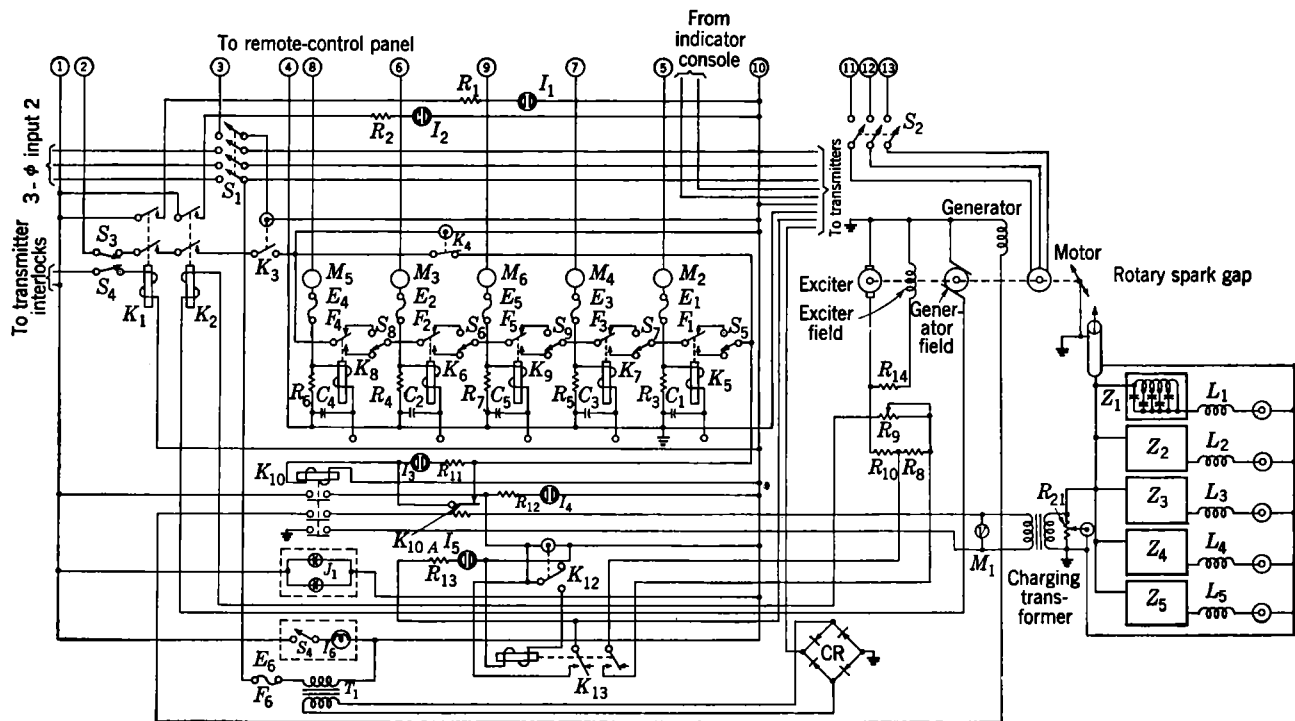 To remote-control panel
From
indicator
console
1 2 3 4 8 6 9 7 5 10 11 12 13
R1 I1
R2 I2
S2
3-ϕ input 2
S1
To transmitters
Generator
Motor
Rotary spark gap
S3
S4
To transmitter
interlocks
K1 K2 K3 K4
M5 M3 M6 M4 M2
E4 E2 E5 E3 E1
F4 F2 F5 F3 F1
S8 S6 S9 S7 S5
K8 K6 K9 K7 K5
R6 R4 R7 R5 R3
C4 C2 C5 C3 C1
Exciter
Exciter
field
Gener-
ator
field
R14
R9
R10 R8
Z1 L1
Z2 L2
Z3 L3
Z4 L4
Z5 L5
R21
K10 I3 R11
R12 I4
K10 A I5
R13
K12
J1
M1
Charging
trans-
former
S4 I6
E6
F6
T1
K13
CR